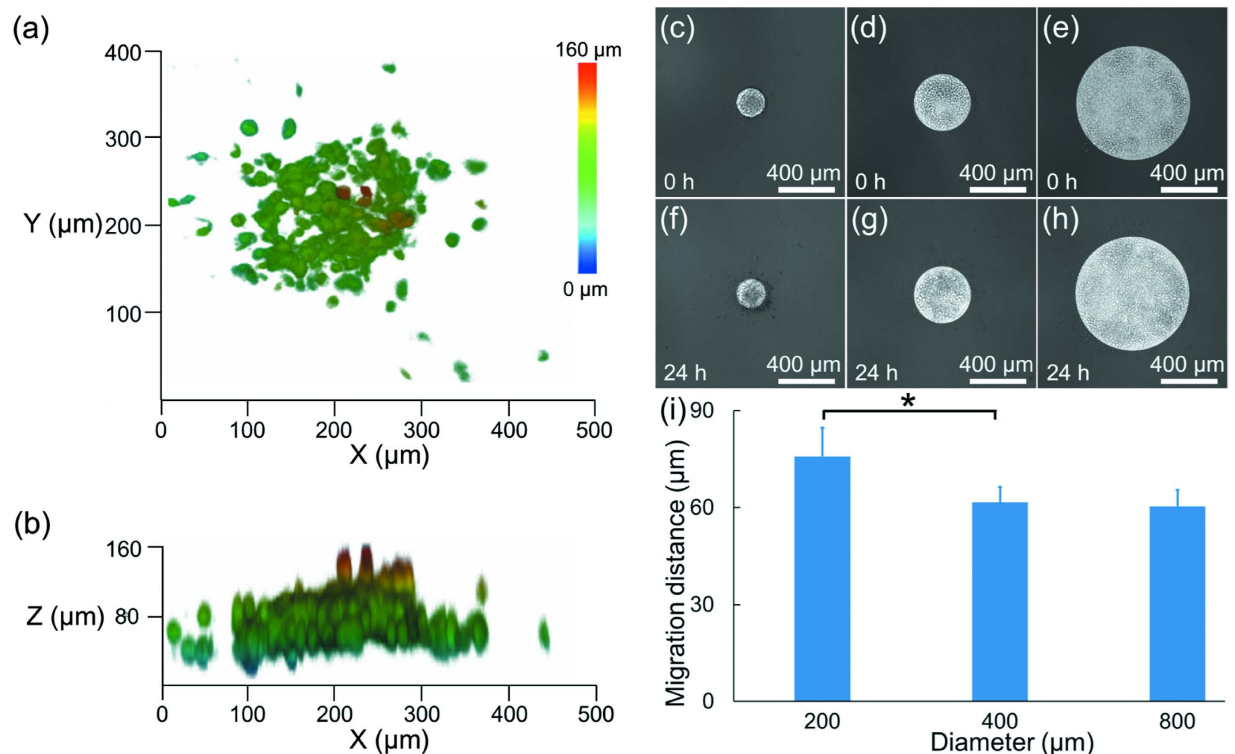 (a)
400
300
Y (μm)
200
100
0
100
200
300
400
500
X (μm)
160 μm
0 μm
(b)
160
Z (μm)
80
0
100
200
300
400
500
X (μm)
(c)
0 h
400 μm
(d)
0 h
400 μm
(e)
0 h
400 μm
(f)
24 h
400 μm
(g)
24 h
400 μm
(h)
24 h
400 μm
(i)
*
Migration distance (μm)
90
60
30
0
200
400
800
Diameter (μm)